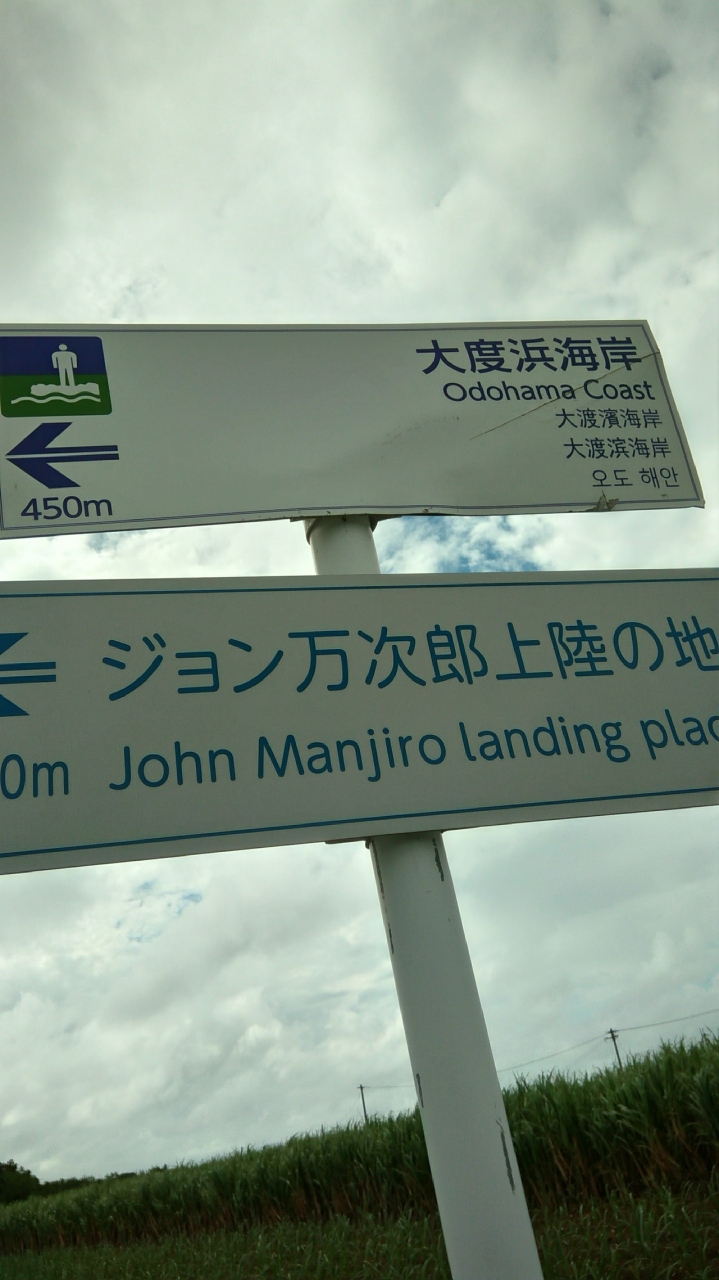 大度浜海岸
Odohama Coast
大渡濱海岸
大渡滨海岸
오도 해안
450m
ジョン万次郎上陸の地
0m John Manjiro landing plac